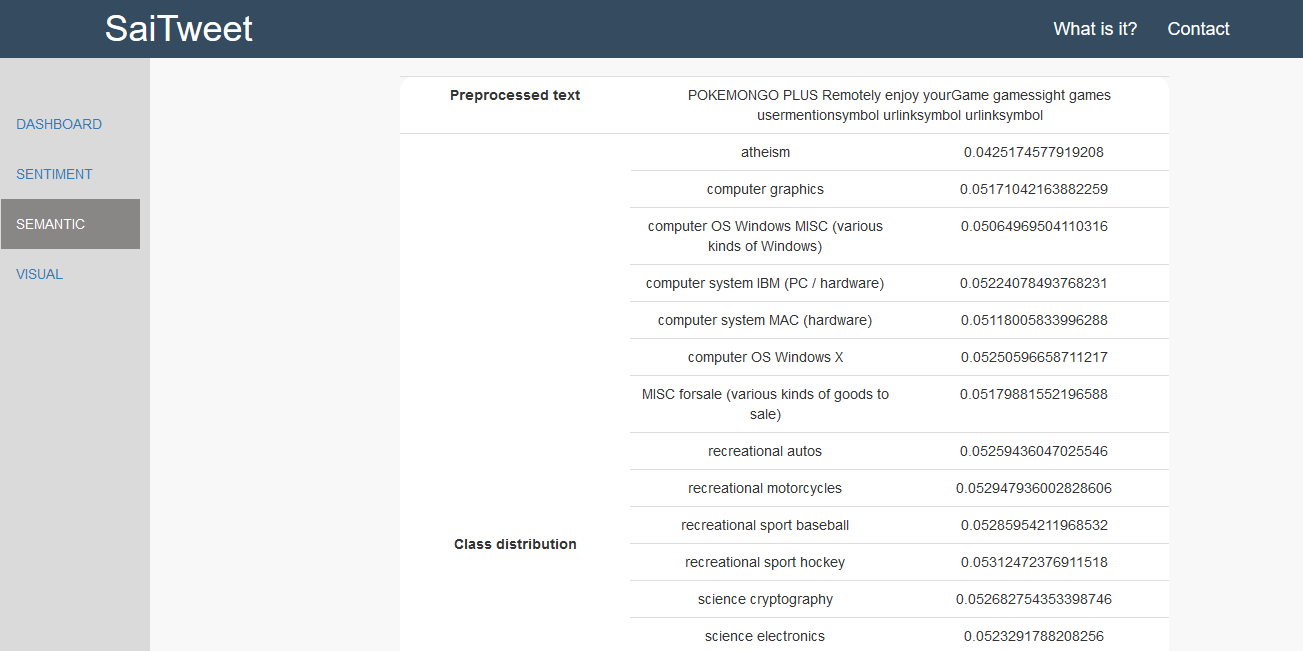 SaiTweet
What is it? Contact
DASHBOARD
SENTIMENT
SEMANTIC
VISUAL
Preprocessed text
POKEMONGO PLUS Remotely enjoy yourGame gamessight games
usermentionsymbol urlinksymbol urlinksymbol
Class distribution
atheism 0.0425174577919208
computer graphics 0.05171042163882259
computer OS Windows MISC (various 0.05064969504110316
kinds of Windows)
computer system IBM (PC / hardware) 0.05224078493768231
computer system MAC (hardware) 0.05118005833996288
computer OS Windows X 0.05250596658711217
MISC forsale (various kinds of goods to 0.05179881552196588
sale)
recreational autos 0.05259436047025546
recreational motorcycles 0.052947936002828606
recreational sport baseball 0.05285954211968532
recreational sport hockey 0.05312472376911518
science cryptography 0.052682754353398746
science electronics 0.0523291788208256